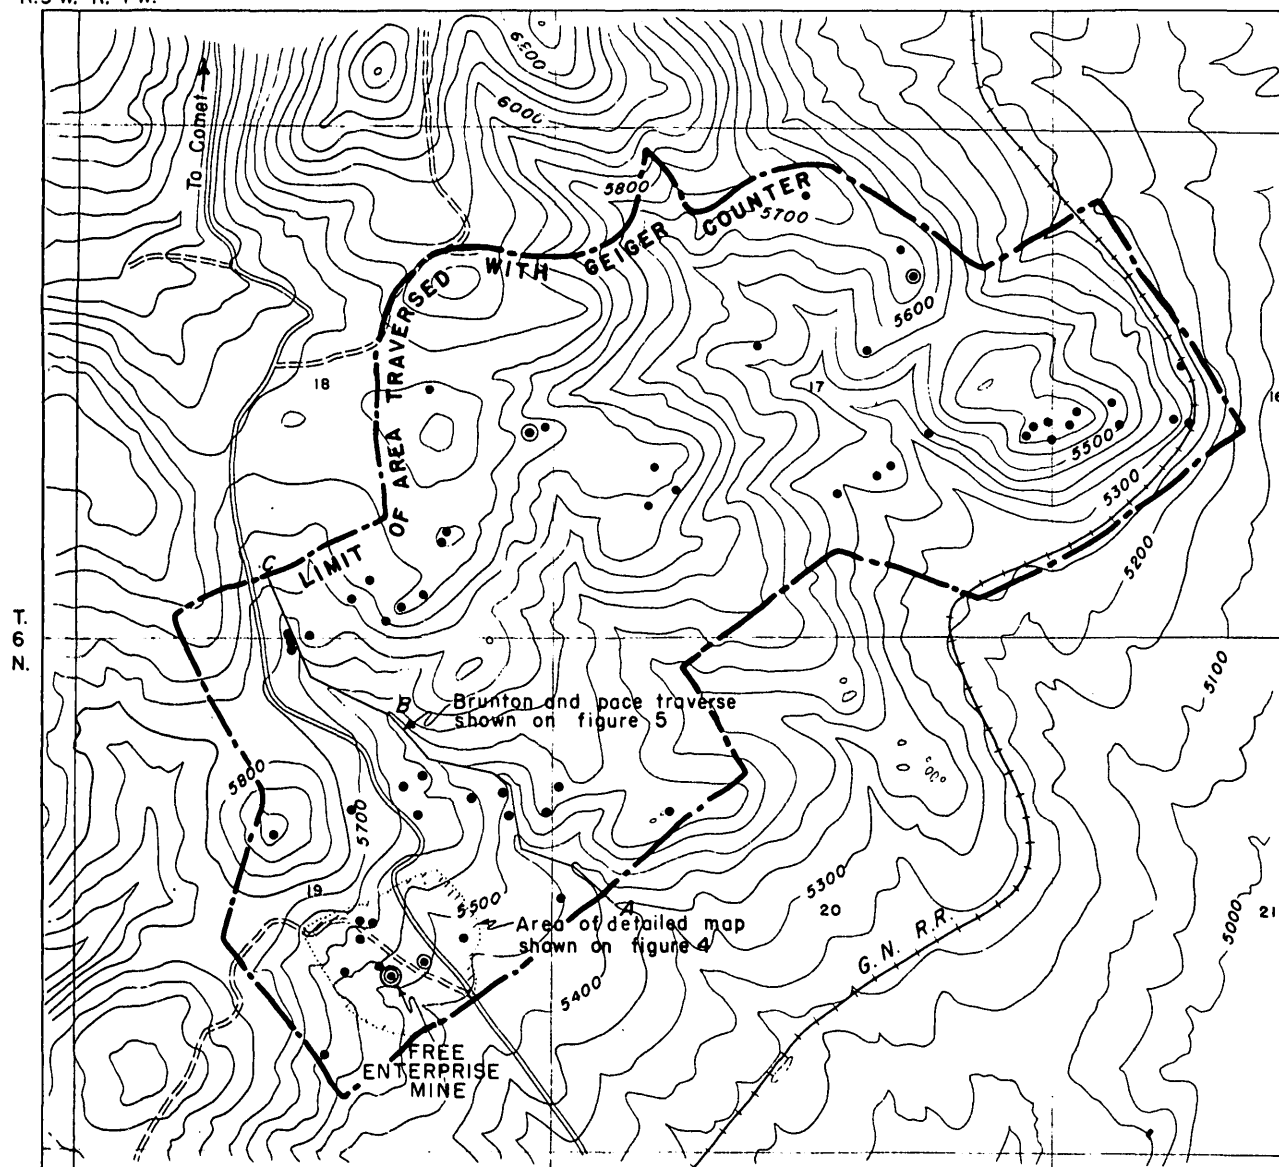 R. 5 W. R. 4 W.
6300
6000
To Comet
5800
5700
LIMIT OF AREA TRAVERSED WITH GEIGER COUNTER
5600
18
17
16
5500
5300
5200
C
T.
6
N.
5100
B
Brunton and pace traverse
shown on figure 5
5800
5700
19
5500
A
Area of detailed map
shown on figure 4
5300
20
21
5000
G.N. R.R.
5400
FREE
ENTERPRISE
MINE